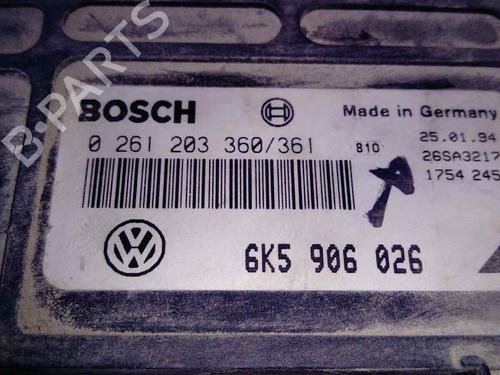 B-PARTS
BOSCH
Made in Germany
0 261 203 360/361
810
25.01.94
26SA3217
1754 245
6K5 906 026